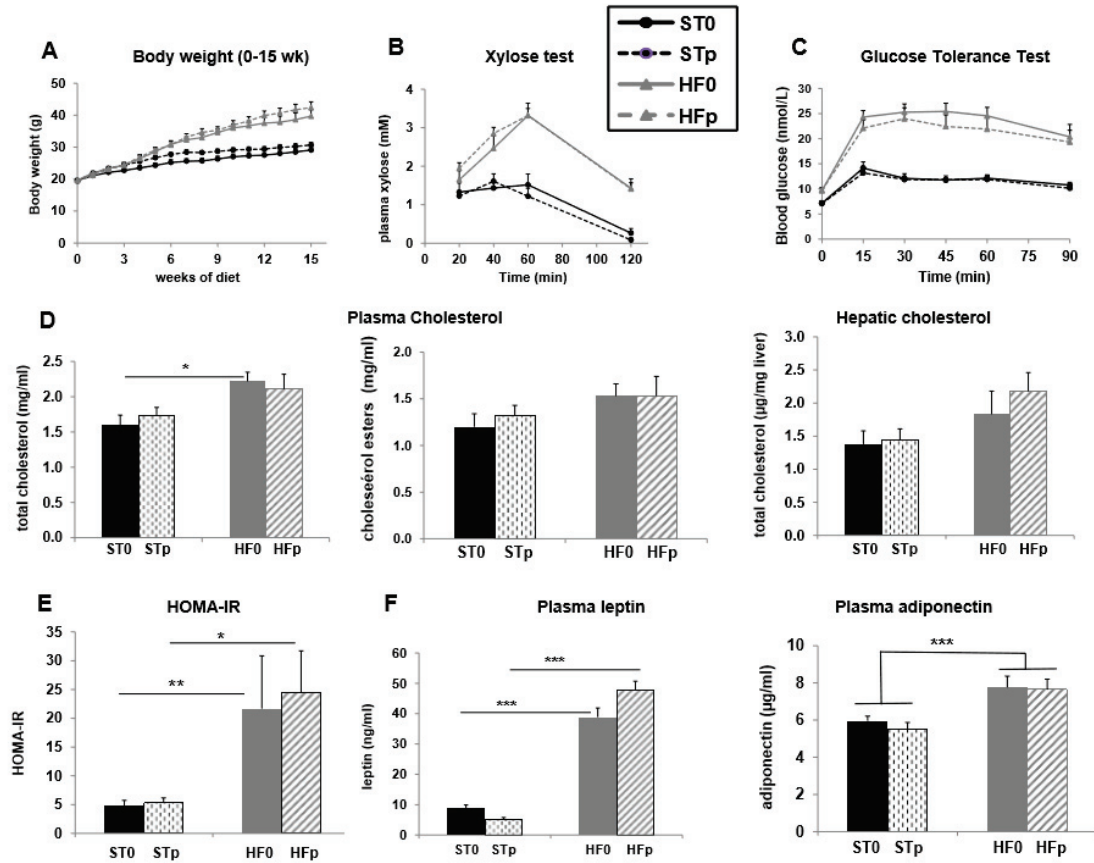 ST0
STp
HF0
HFp
A
Body weight (0-15 wk)
50
40
30
20
10
0
Body weight (g)
0 3 6 9 12 15
weeks of diet
B
Xylose test
4
3
2
1
0
plasma xylose (mM)
0 20 40 60 80 100 120
Time (min)
C
Glucose Tolerance Test
30
25
20
15
10
5
0
Blood glucose (nmol/L)
0 15 30 45 60 75 90
Time (min)
D
Plasma Cholesterol
Hepatic cholesterol
2.5
2.0
1.5
1.0
0.5
0.0
total cholesterol (mg/ml)
*
ST0 STp HF0 HFp
2.0
1.5
1.0
0.5
0.0
choleseérol esters (mg/ml)
ST0 STp HF0 HFp
3.0
2.5
2.0
1.5
1.0
0.5
0.0
total cholesterol (µg/mg liver)
ST0 STp HF0 HFp
E
HOMA-IR
35
30
25
20
15
10
5
0
HOMA-IR
*
**
ST0 STp HF0 HFp
F
Plasma leptin
60
50
40
30
20
10
0
leptin (ng/ml)
***
***
ST0 STp HF0 HFp
Plasma adiponectin
8
6
4
2
0
adiponectin (µg/ml)
***
ST0 STp HF0 HFp